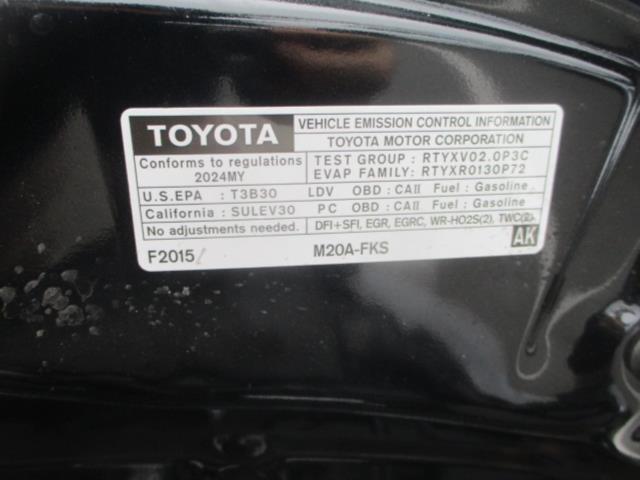 TOYOTA
VEHICLE EMISSION CONTROL INFORMATION
TOYOTA MOTOR CORPORATION
Conforms to regulations
2024MY
TEST GROUP : RTYXV02.0P3C
EVAP FAMILY: RTYXR0130P72
U.S.EPA : T3B30 LDV OBD : CAII Fuel : Gasoline
California : SULEV30 PC OBD : CAII Fuel : Gasoline
No adjustments needed. DFI+SFI, EGR, EGRC, WR-HO2S(2), TWC(2)
AK
F2015 M20A-FKS